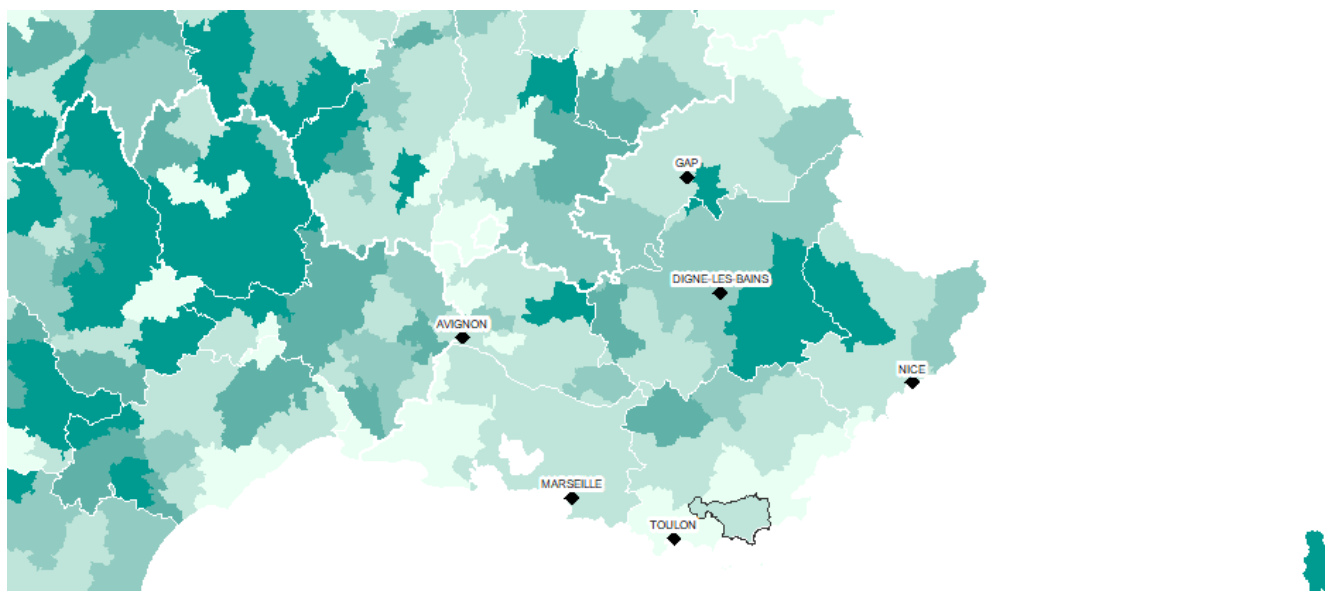 GAP
DIGNE-LES-BAINS
AVIGNON
NICE
MARSEILLE
TOULON